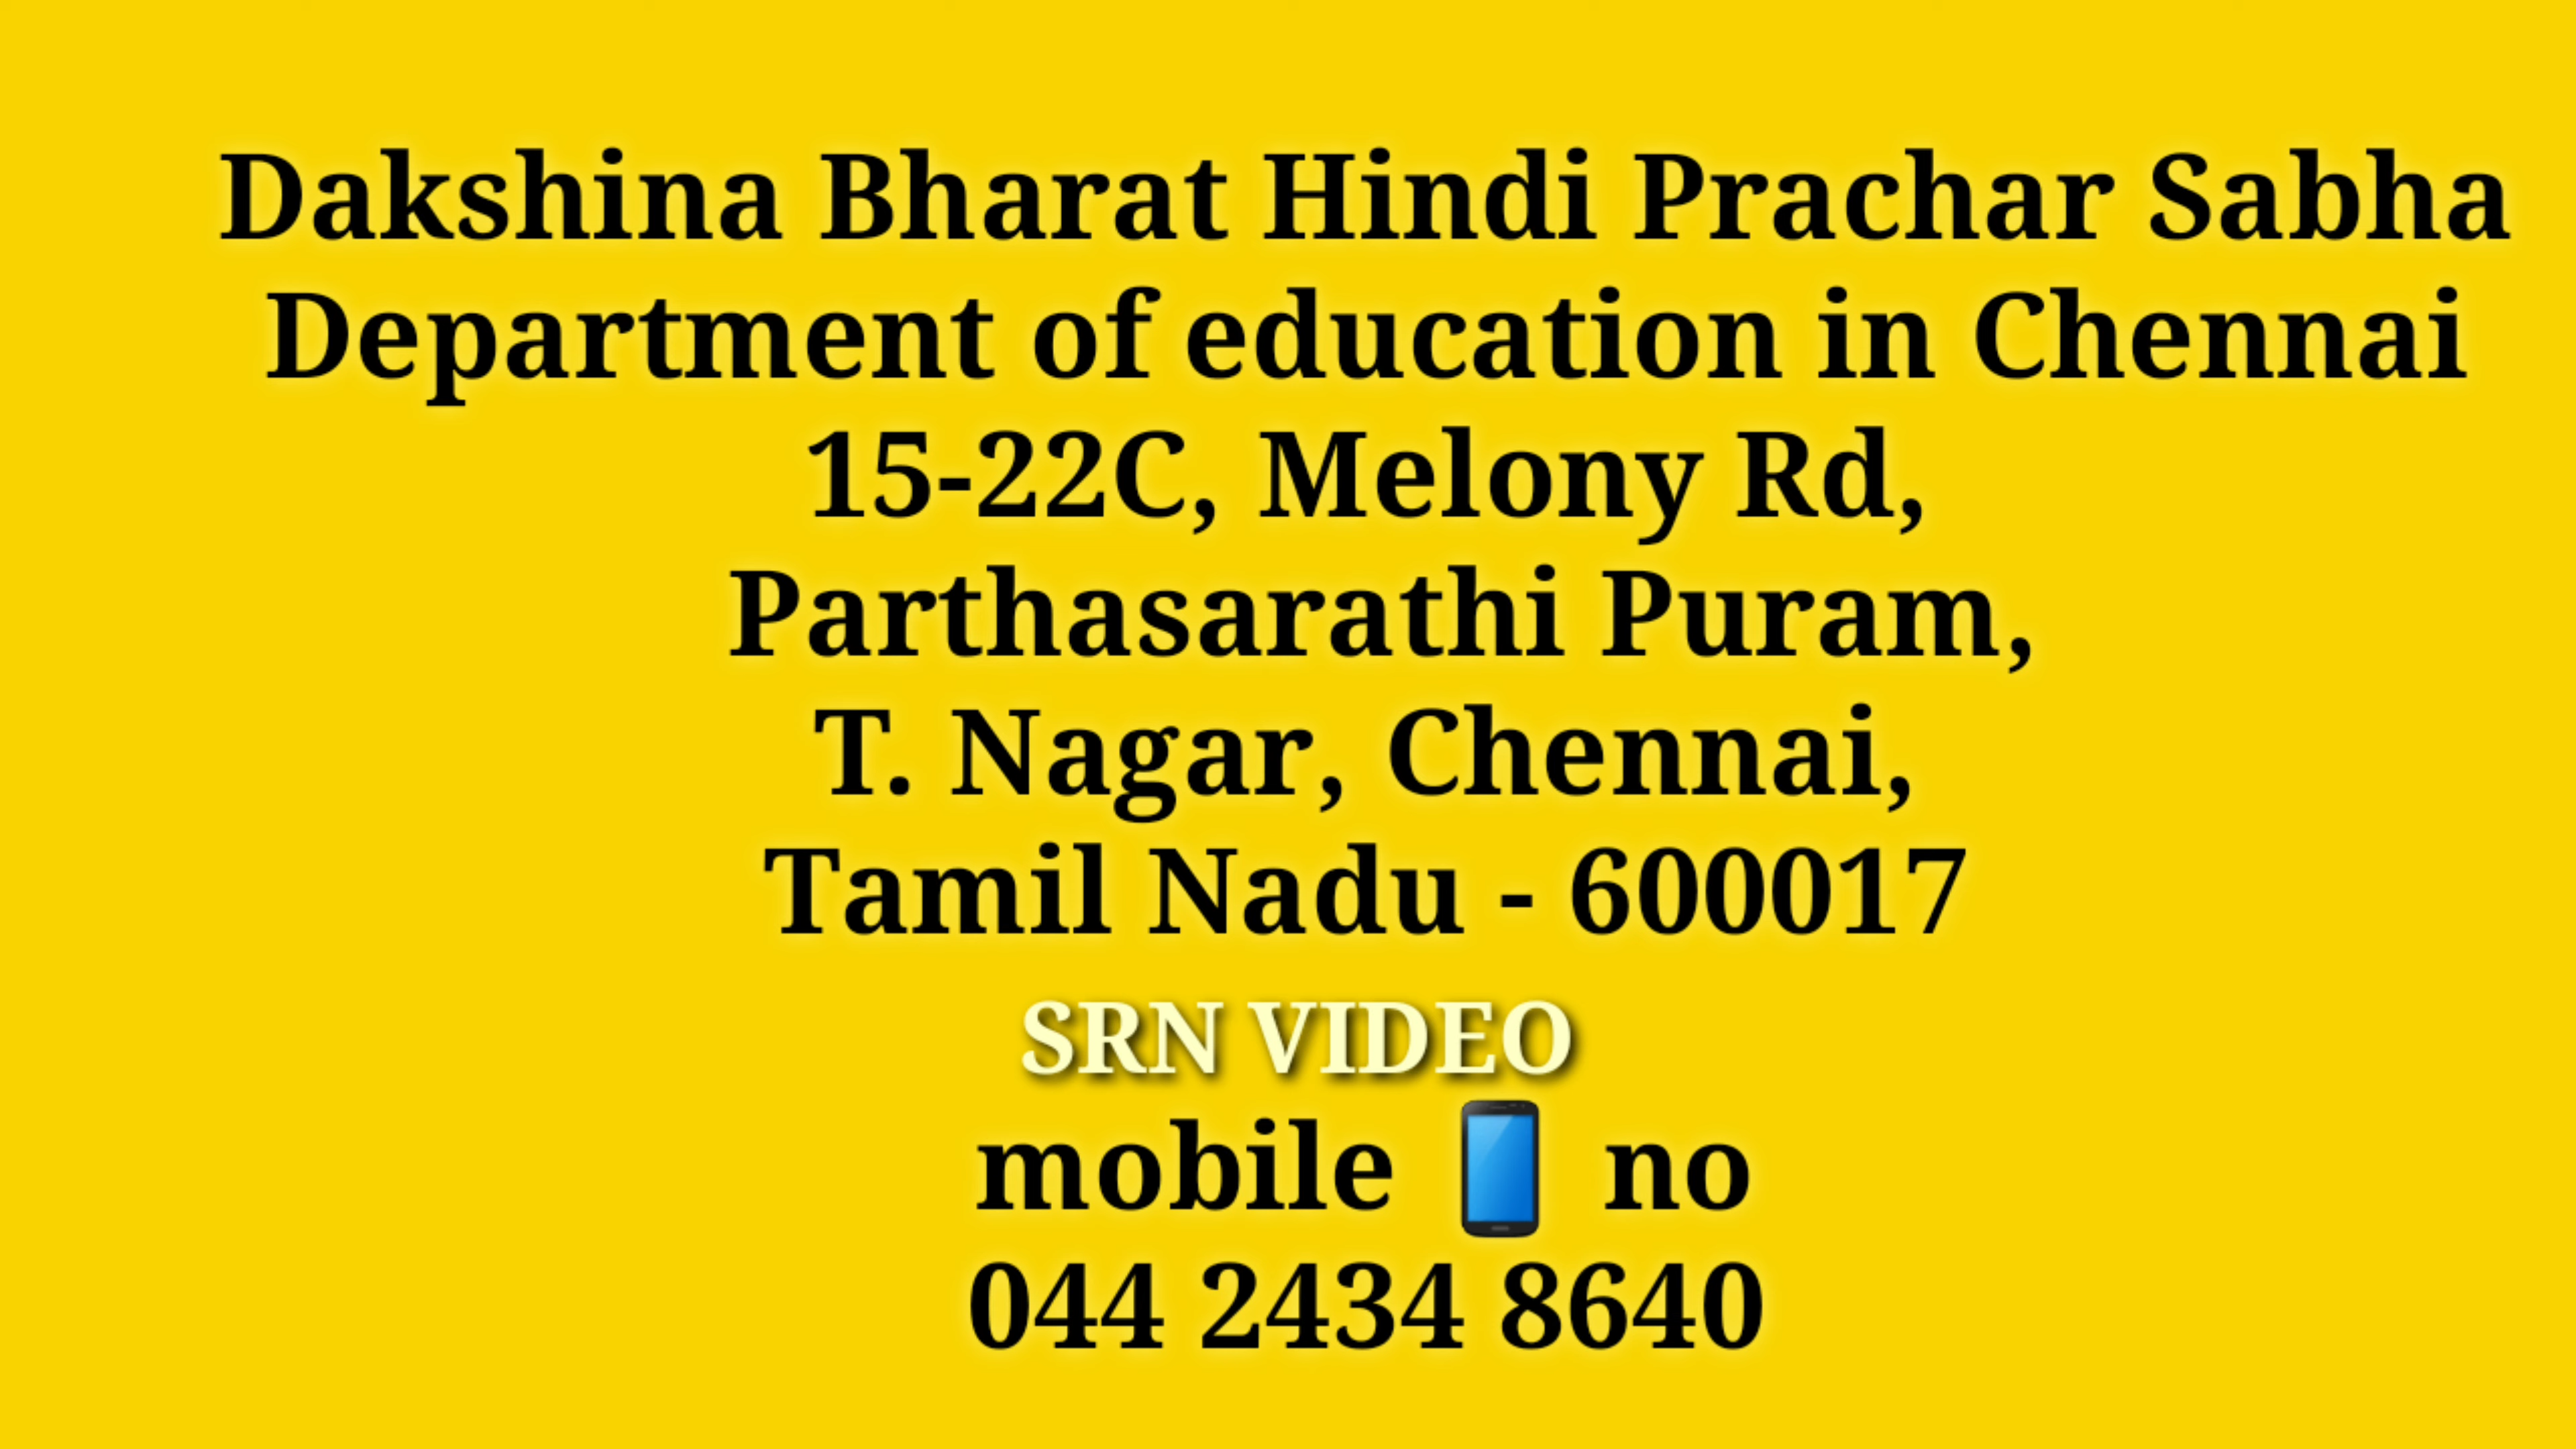 Dakshina Bharat Hindi Prachar Sabha
Department of education in Chennai
15-22C, Melony Rd,
Parthasarathi Puram,
T. Nagar, Chennai,
Tamil Nadu - 600017
SRN VIDEO
mobile 📱 no
044 2434 8640